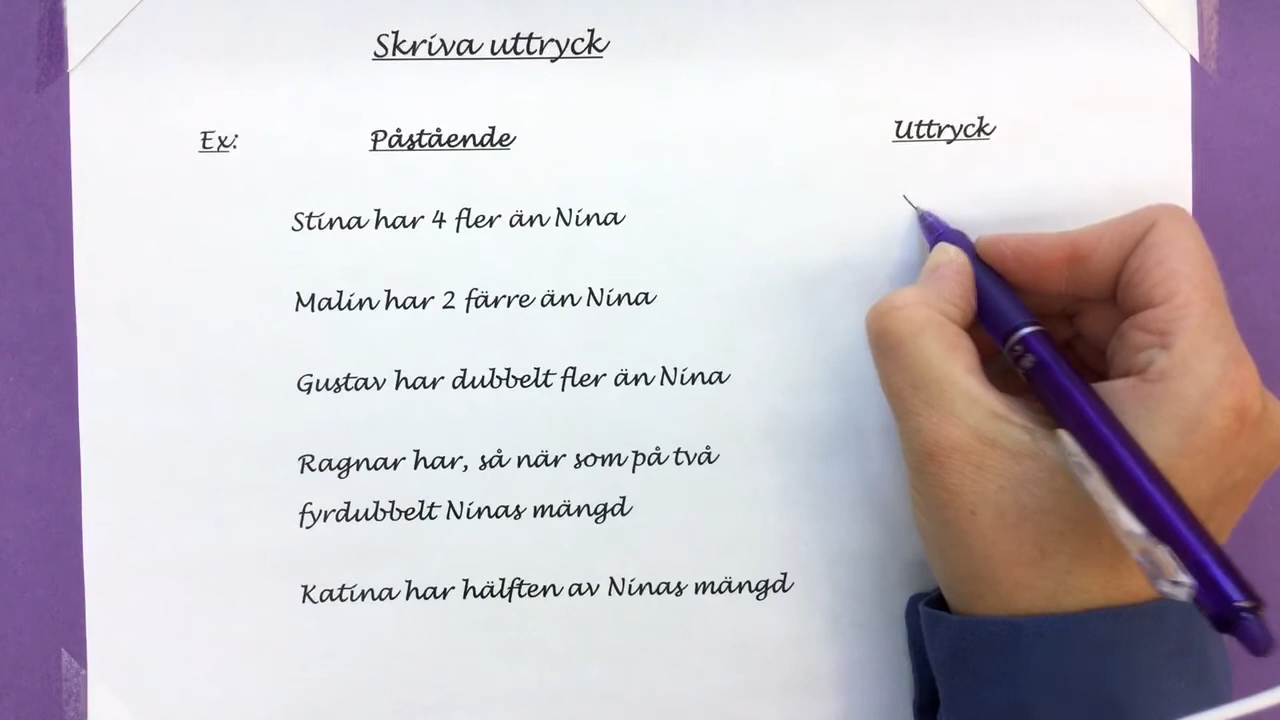 Skriva uttryck
Ex: Påstående Uttryck
Stina har 4 fler än Nina
Malin har 2 färre än Nina
Gustav har dubbelt fler än Nina
Ragnar har, så när som på två
fyrdubbelt Ninas mängd
Katina har hälften av Ninas mängd